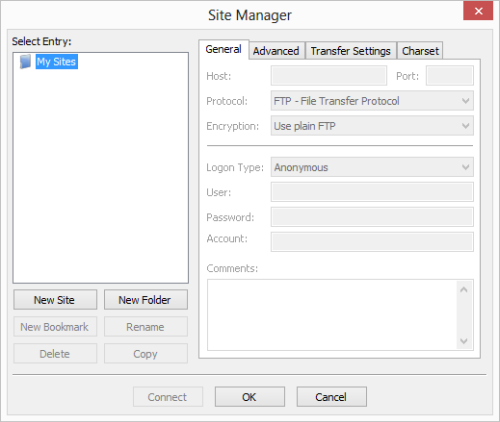 Site Manager
Select Entry:
My Sites
New Site
New Folder
New Bookmark
Rename
Delete
Copy
General
Advanced
Transfer Settings
Charset
Host:
Port:
Protocol:
FTP - File Transfer Protocol
Encryption:
Use plain FTP
Logon Type:
Anonymous
User:
Password:
Account:
Comments:
Connect
OK
Cancel